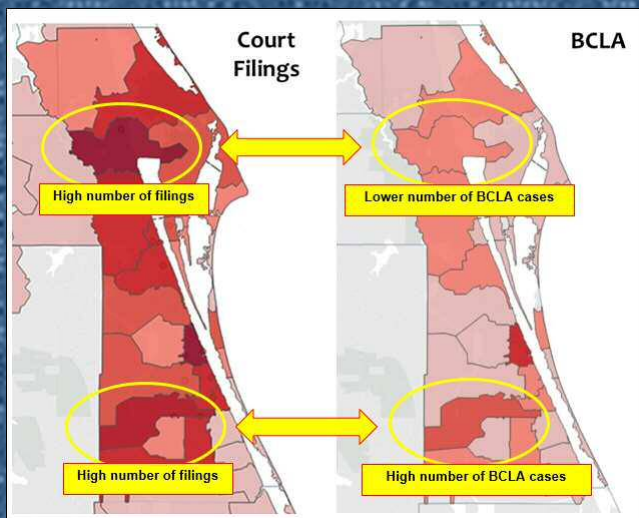 Court
Filings
BCLA
High number of filings
Lower number of BCLA cases
High number of filings
High number of BCLA cases